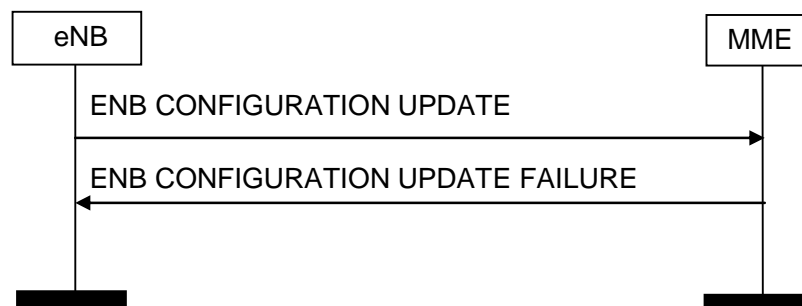 eNB
MME
ENB CONFIGURATION UPDATE
ENB CONFIGURATION UPDATE FAILURE